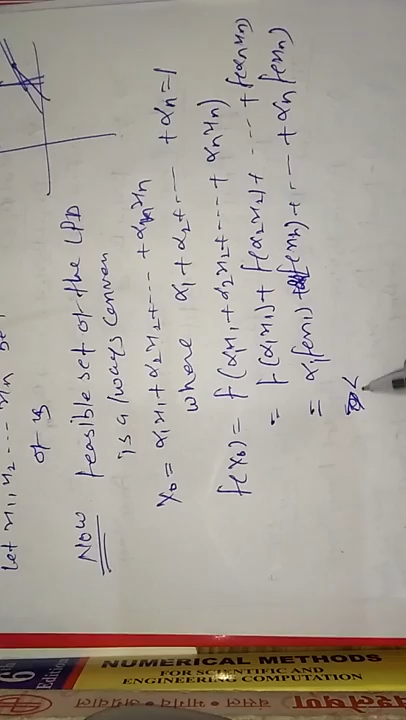 Let x₁, x₂ ... xₙ be
of
Now feasible set of the LPP
is always convex
x₀ = α₁x₁ + α₂x₂ + ... + αₙxₙ
where α₁ + α₂ + ... + αₙ = 1
f(x₀) = f(α₁x₁ + α₂x₂ + ... + αₙxₙ)
= f(α₁x₁) + f(α₂x₂) + ... + f(αₙxₙ)
= α₁f(x₁) + α₂f(x₂) + ... + αₙf(xₙ)
<
6th Edition
NUMERICAL METHODS
FOR SCIENTIFIC AND
ENGINEERING COMPUTATION